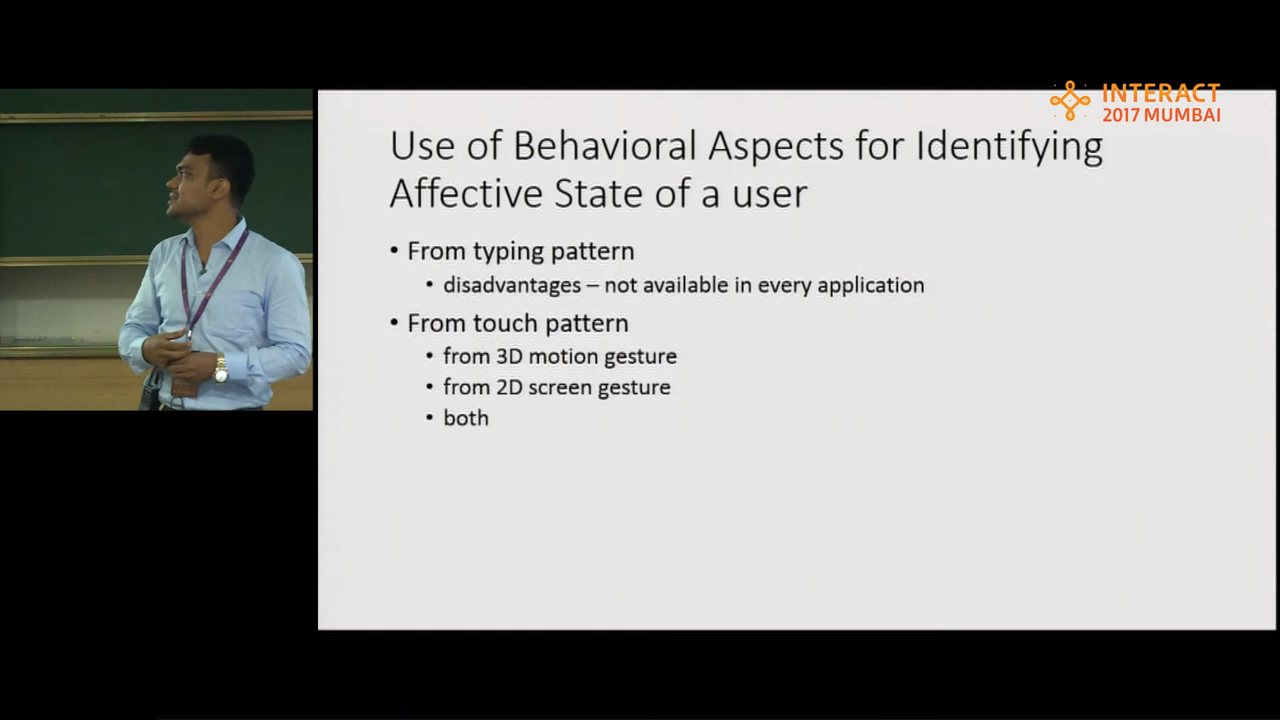 INTERACT
2017 MUMBAI
Use of Behavioral Aspects for Identifying
Affective State of a user
• From typing pattern
• disadvantages – not available in every application
• From touch pattern
• from 3D motion gesture
• from 2D screen gesture
• both